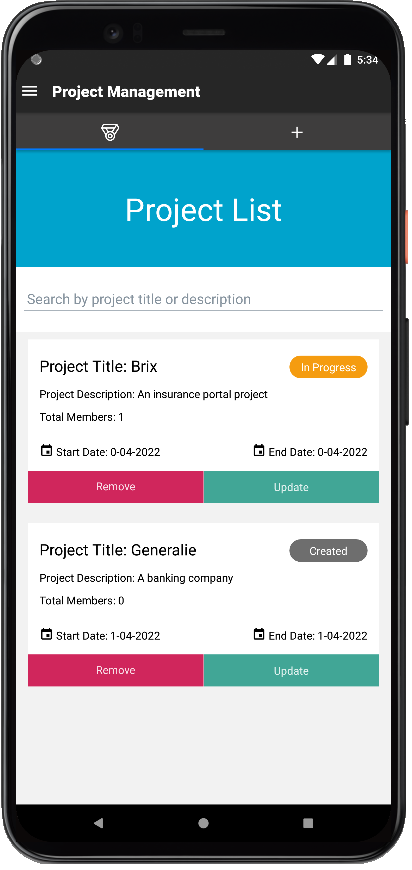 5:34
Project Management
Project List
Search by project title or description
Project Title: Brix
In Progress
Project Description: An insurance portal project
Total Members: 1
Start Date: 0-04-2022
End Date: 0-04-2022
Remove
Update
Project Title: Generalie
Created
Project Description: A banking company
Total Members: 0
Start Date: 1-04-2022
End Date: 1-04-2022
Remove
Update